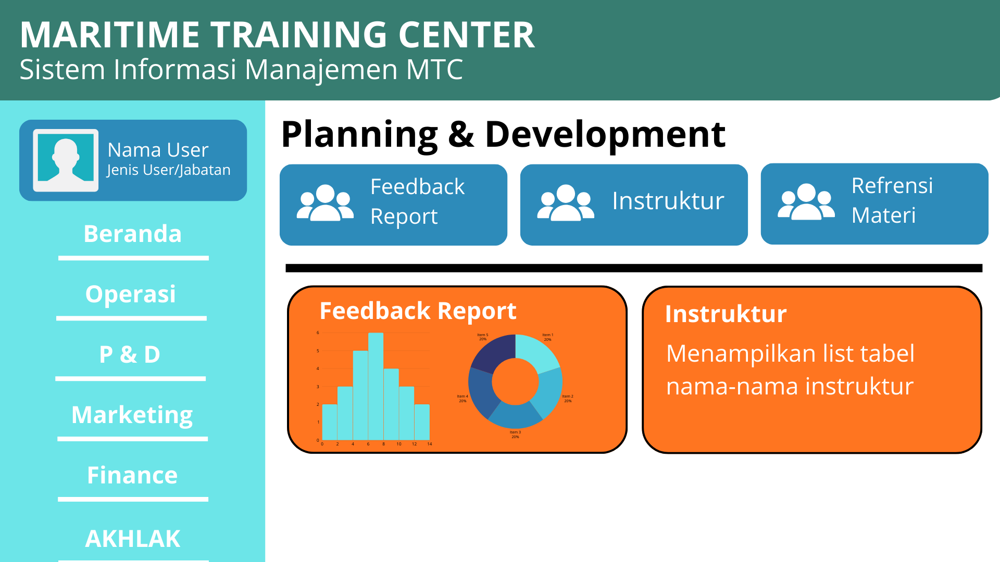 MARITIME TRAINING CENTER
Sistem Informasi Manajemen MTC
Nama User
Jenis User/Jabatan
Beranda
Operasi
P & D
Marketing
Finance
AKHLAK
Planning & Development
Feedback
Report
Instruktur
Refrensi
Materi
Feedback Report
6
5
4
3
2
1
0
0 2 4 6 8 10 12 14
Item 5
20%
Item 1
20%
Item 4
20%
Item 2
20%
Item 3
20%
Instruktur
Menampilkan list tabel
nama-nama instruktur